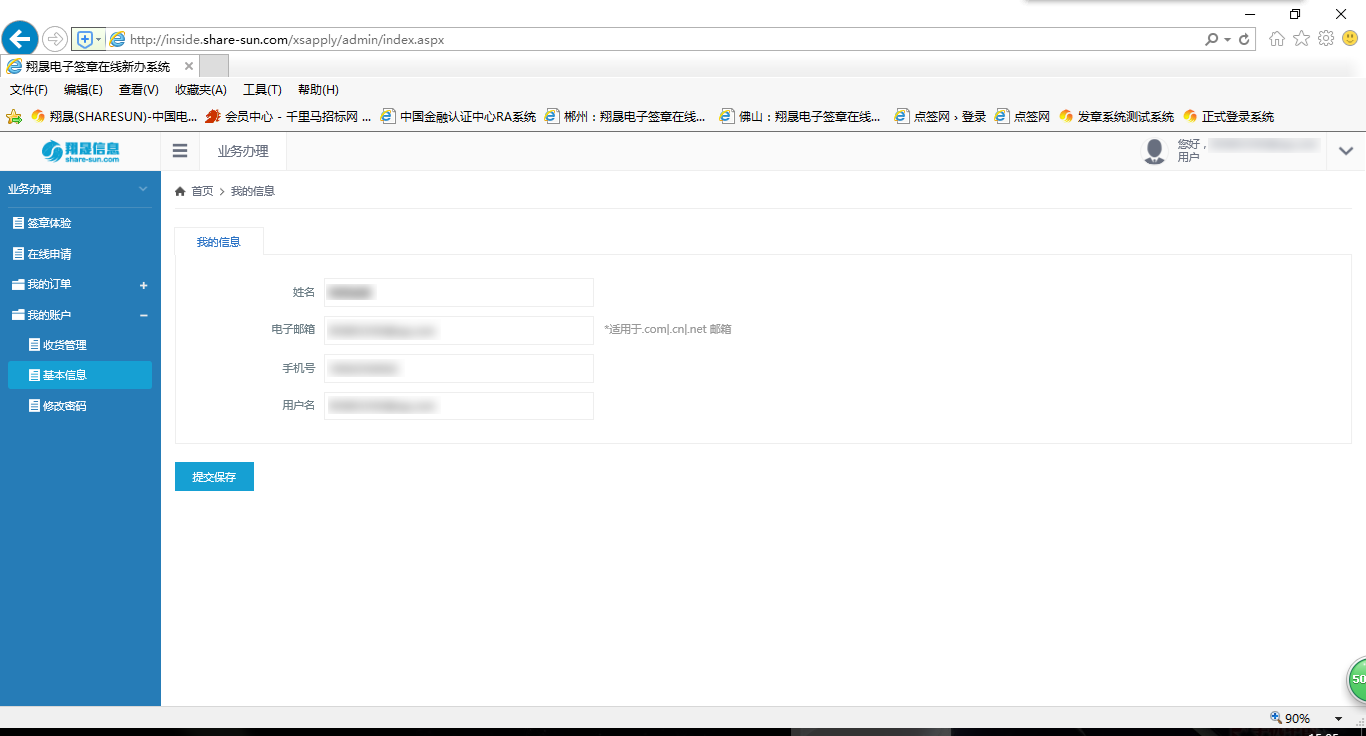 http://inside.share-sun.com/xsapply/admin/index.aspx
翔晟电子签章在线新办系统
文件(F) 编辑(E) 查看(V) 收藏夹(A) 工具(T) 帮助(H)
翔晟(SHARESUN)-中国电... 会员中心 - 千里马招标网 ... 中国金融认证中心RA系统 郴州：翔晟电子签章在线... 佛山：翔晟电子签章在线... 点签网 › 登录 点签网 发章系统测试系统 正式登录系统
翔晟信息
share-sun.com
业务办理
您好，
用户
业务办理
签章体验
在线申请
我的订单
我的账户
收货管理
基本信息
修改密码
首页 > 我的信息
我的信息
姓名
电子邮箱 *适用于.com|.cn|.net 邮箱
手机号
用户名
提交保存
50
90%